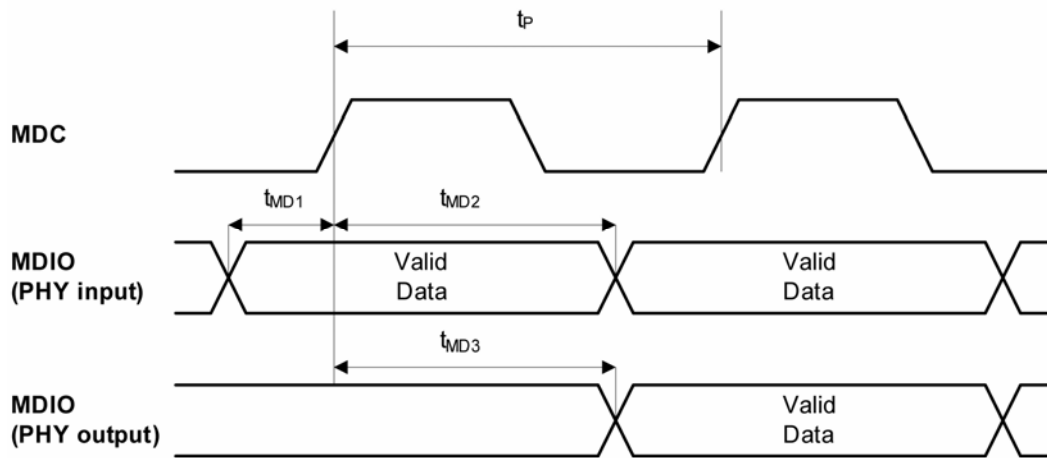 tP
MDC
tMD1
tMD2
MDIO
(PHY input)
Valid
Data
Valid
Data
tMD3
MDIO
(PHY output)
Valid
Data